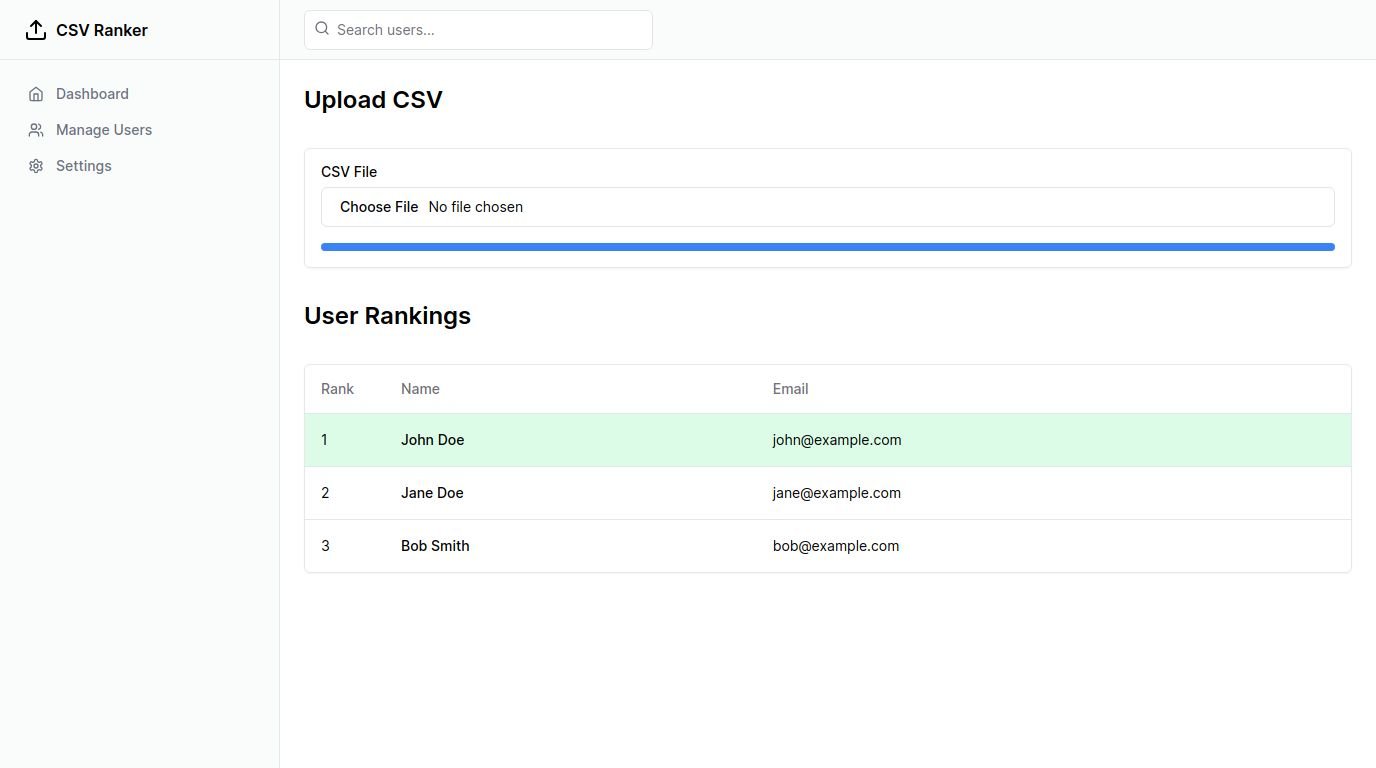 CSV Ranker
Search users...
Dashboard
Manage Users
Settings
Upload CSV
CSV File
Choose File No file chosen
User Rankings
Rank Name Email
1 John Doe john@example.com
2 Jane Doe jane@example.com
3 Bob Smith bob@example.com